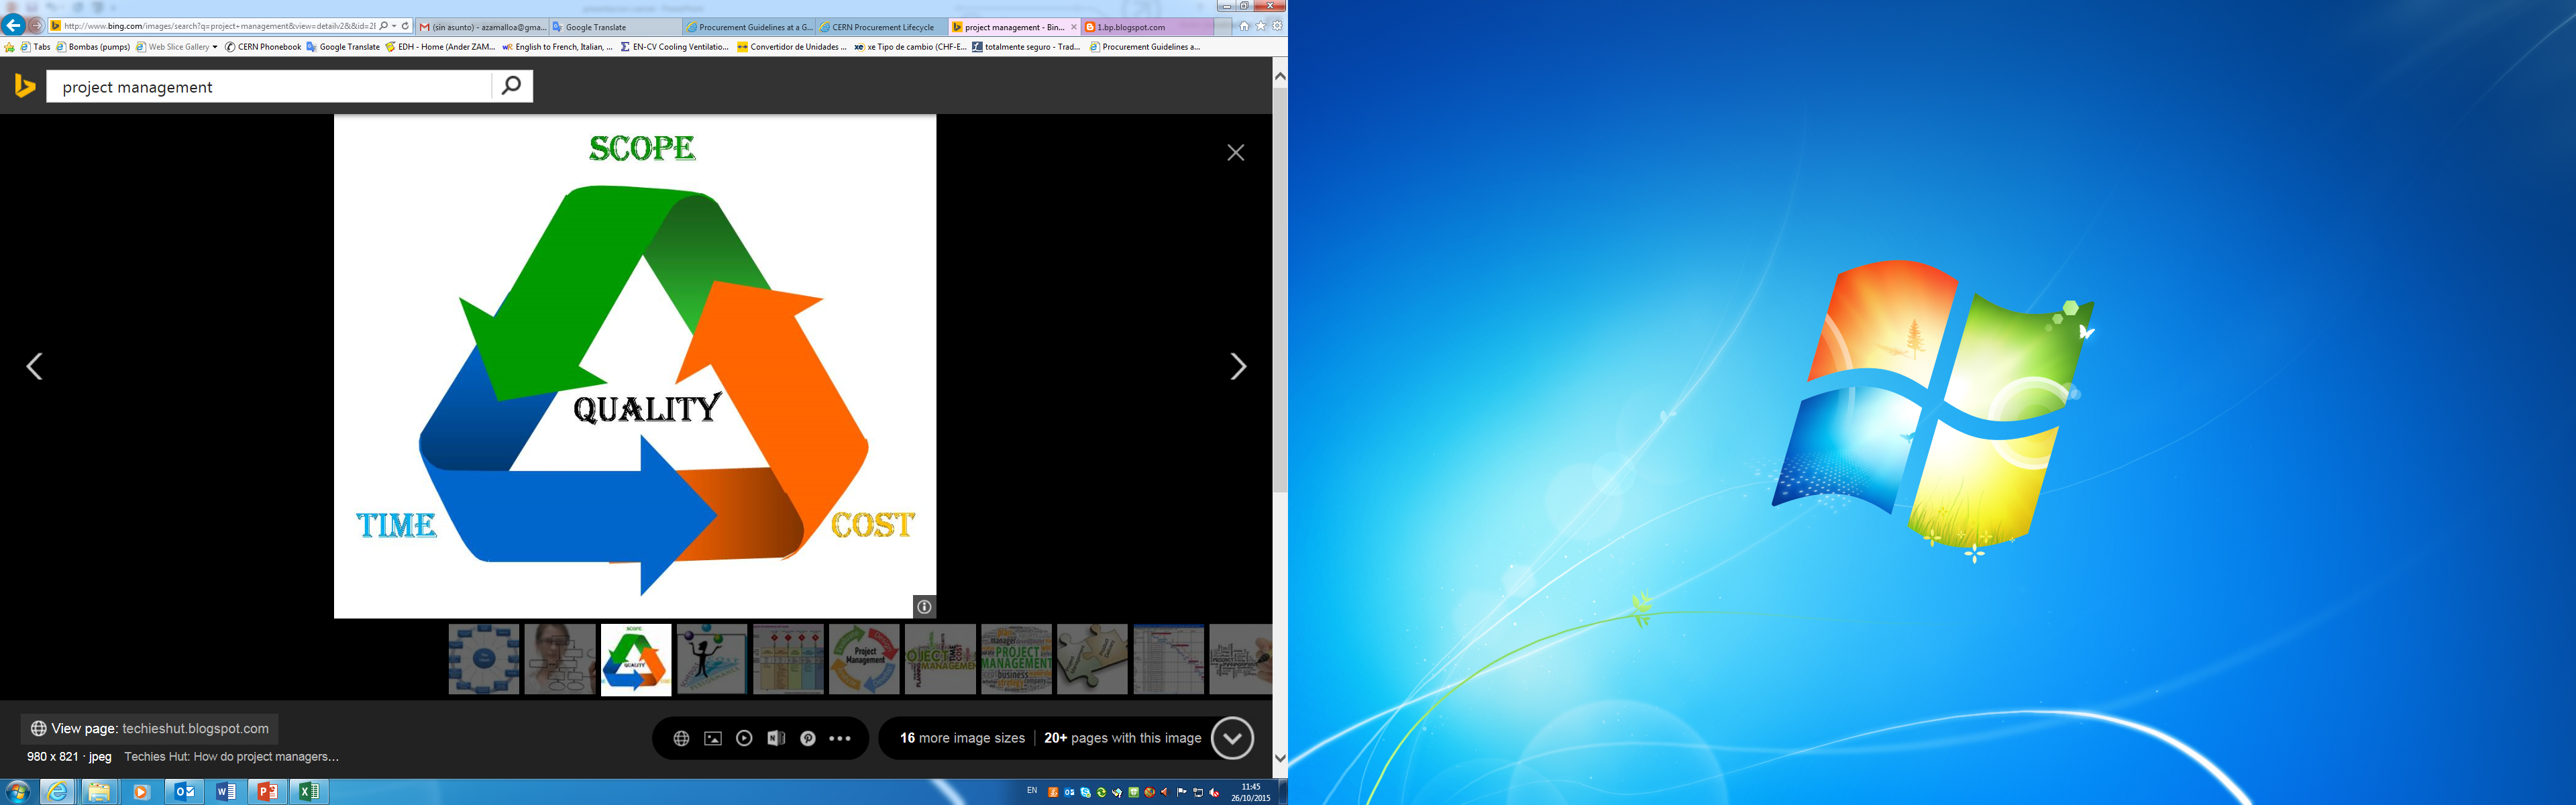 http://www.bing.com/images/search?q=project+management&view=detailv2&&id=2I
(sin asunto) - azamalloa@gma...
Google Translate
Procurement Guidelines at a G...
CERN Procurement Lifecycle
project management - Bin...
1.bp.blogspot.com
Tabs
Bombas (pumps)
Web Slice Gallery
CERN Phonebook
Google Translate
EDH - Home (Ander ZAM...
English to French, Italian, ...
EN-CV Cooling Ventilatio...
Convertidor de Unidades ...
xe Tipo de cambio (CHF-E...
totalmente seguro - Trad...
Procurement Guidelines a...
project management
SCOPE
QUALITY
TIME
COST
View page: techieshut.blogspot.com
980 x 821 · jpeg Techies Hut: How do project managers...
16 more image sizes
20+ pages with this image
EN
11:45
26/10/2015